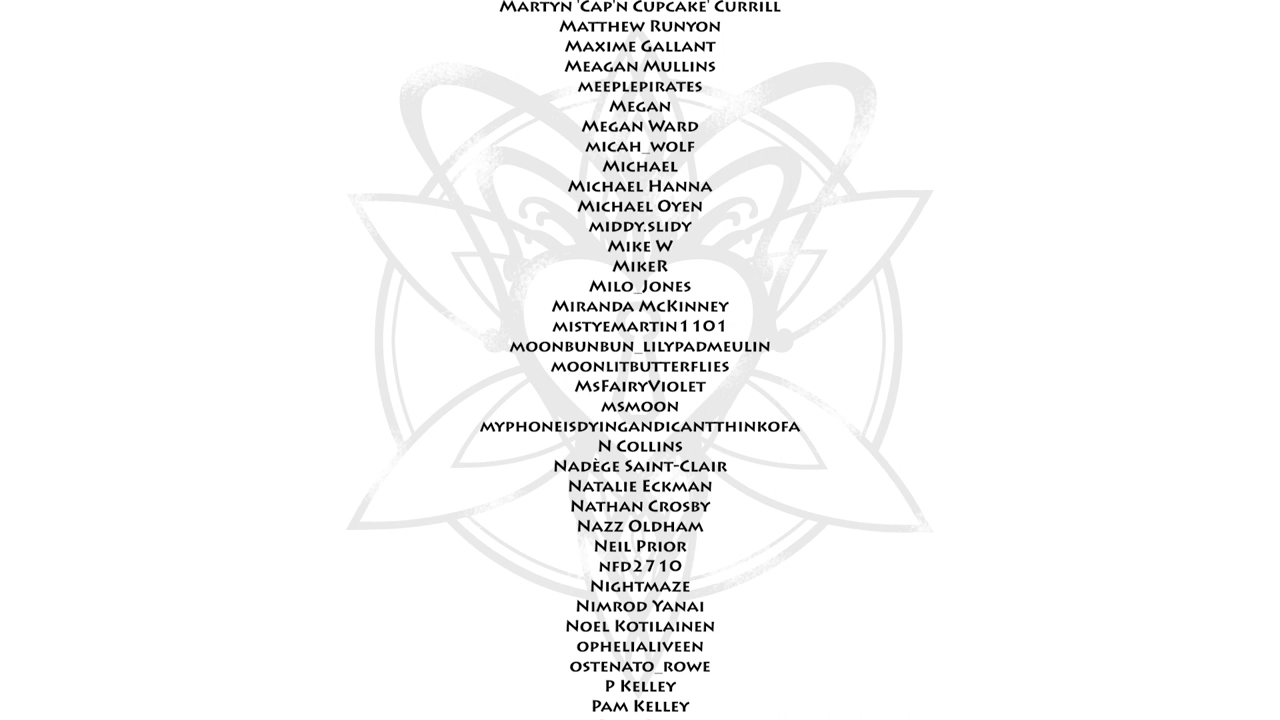 Martyn 'Cap'n Cupcake' Currill
Matthew Runyon
Maxime Gallant
Meagan Mullins
meeplepirates
Megan
Megan Ward
micah_wolf
Michael
Michael Hanna
Michael Oyen
middy.slidy
Mike W
MikeR
Milo_Jones
Miranda McKinney
mistyemartin1101
moonbunbun_lilypadmeulin
moonlitbutterflies
MsFairyViolet
msmoon
myphoneisdyingandicantthinkofa
N Collins
Nadège Saint-Clair
Natalie Eckman
Nathan Crosby
Nazz Oldham
Neil Prior
nfd2710
Nightmaze
Nimrod Yanai
Noel Kotilainen
ophelialiveen
ostenato_rowe
P Kelley
Pam Kelley